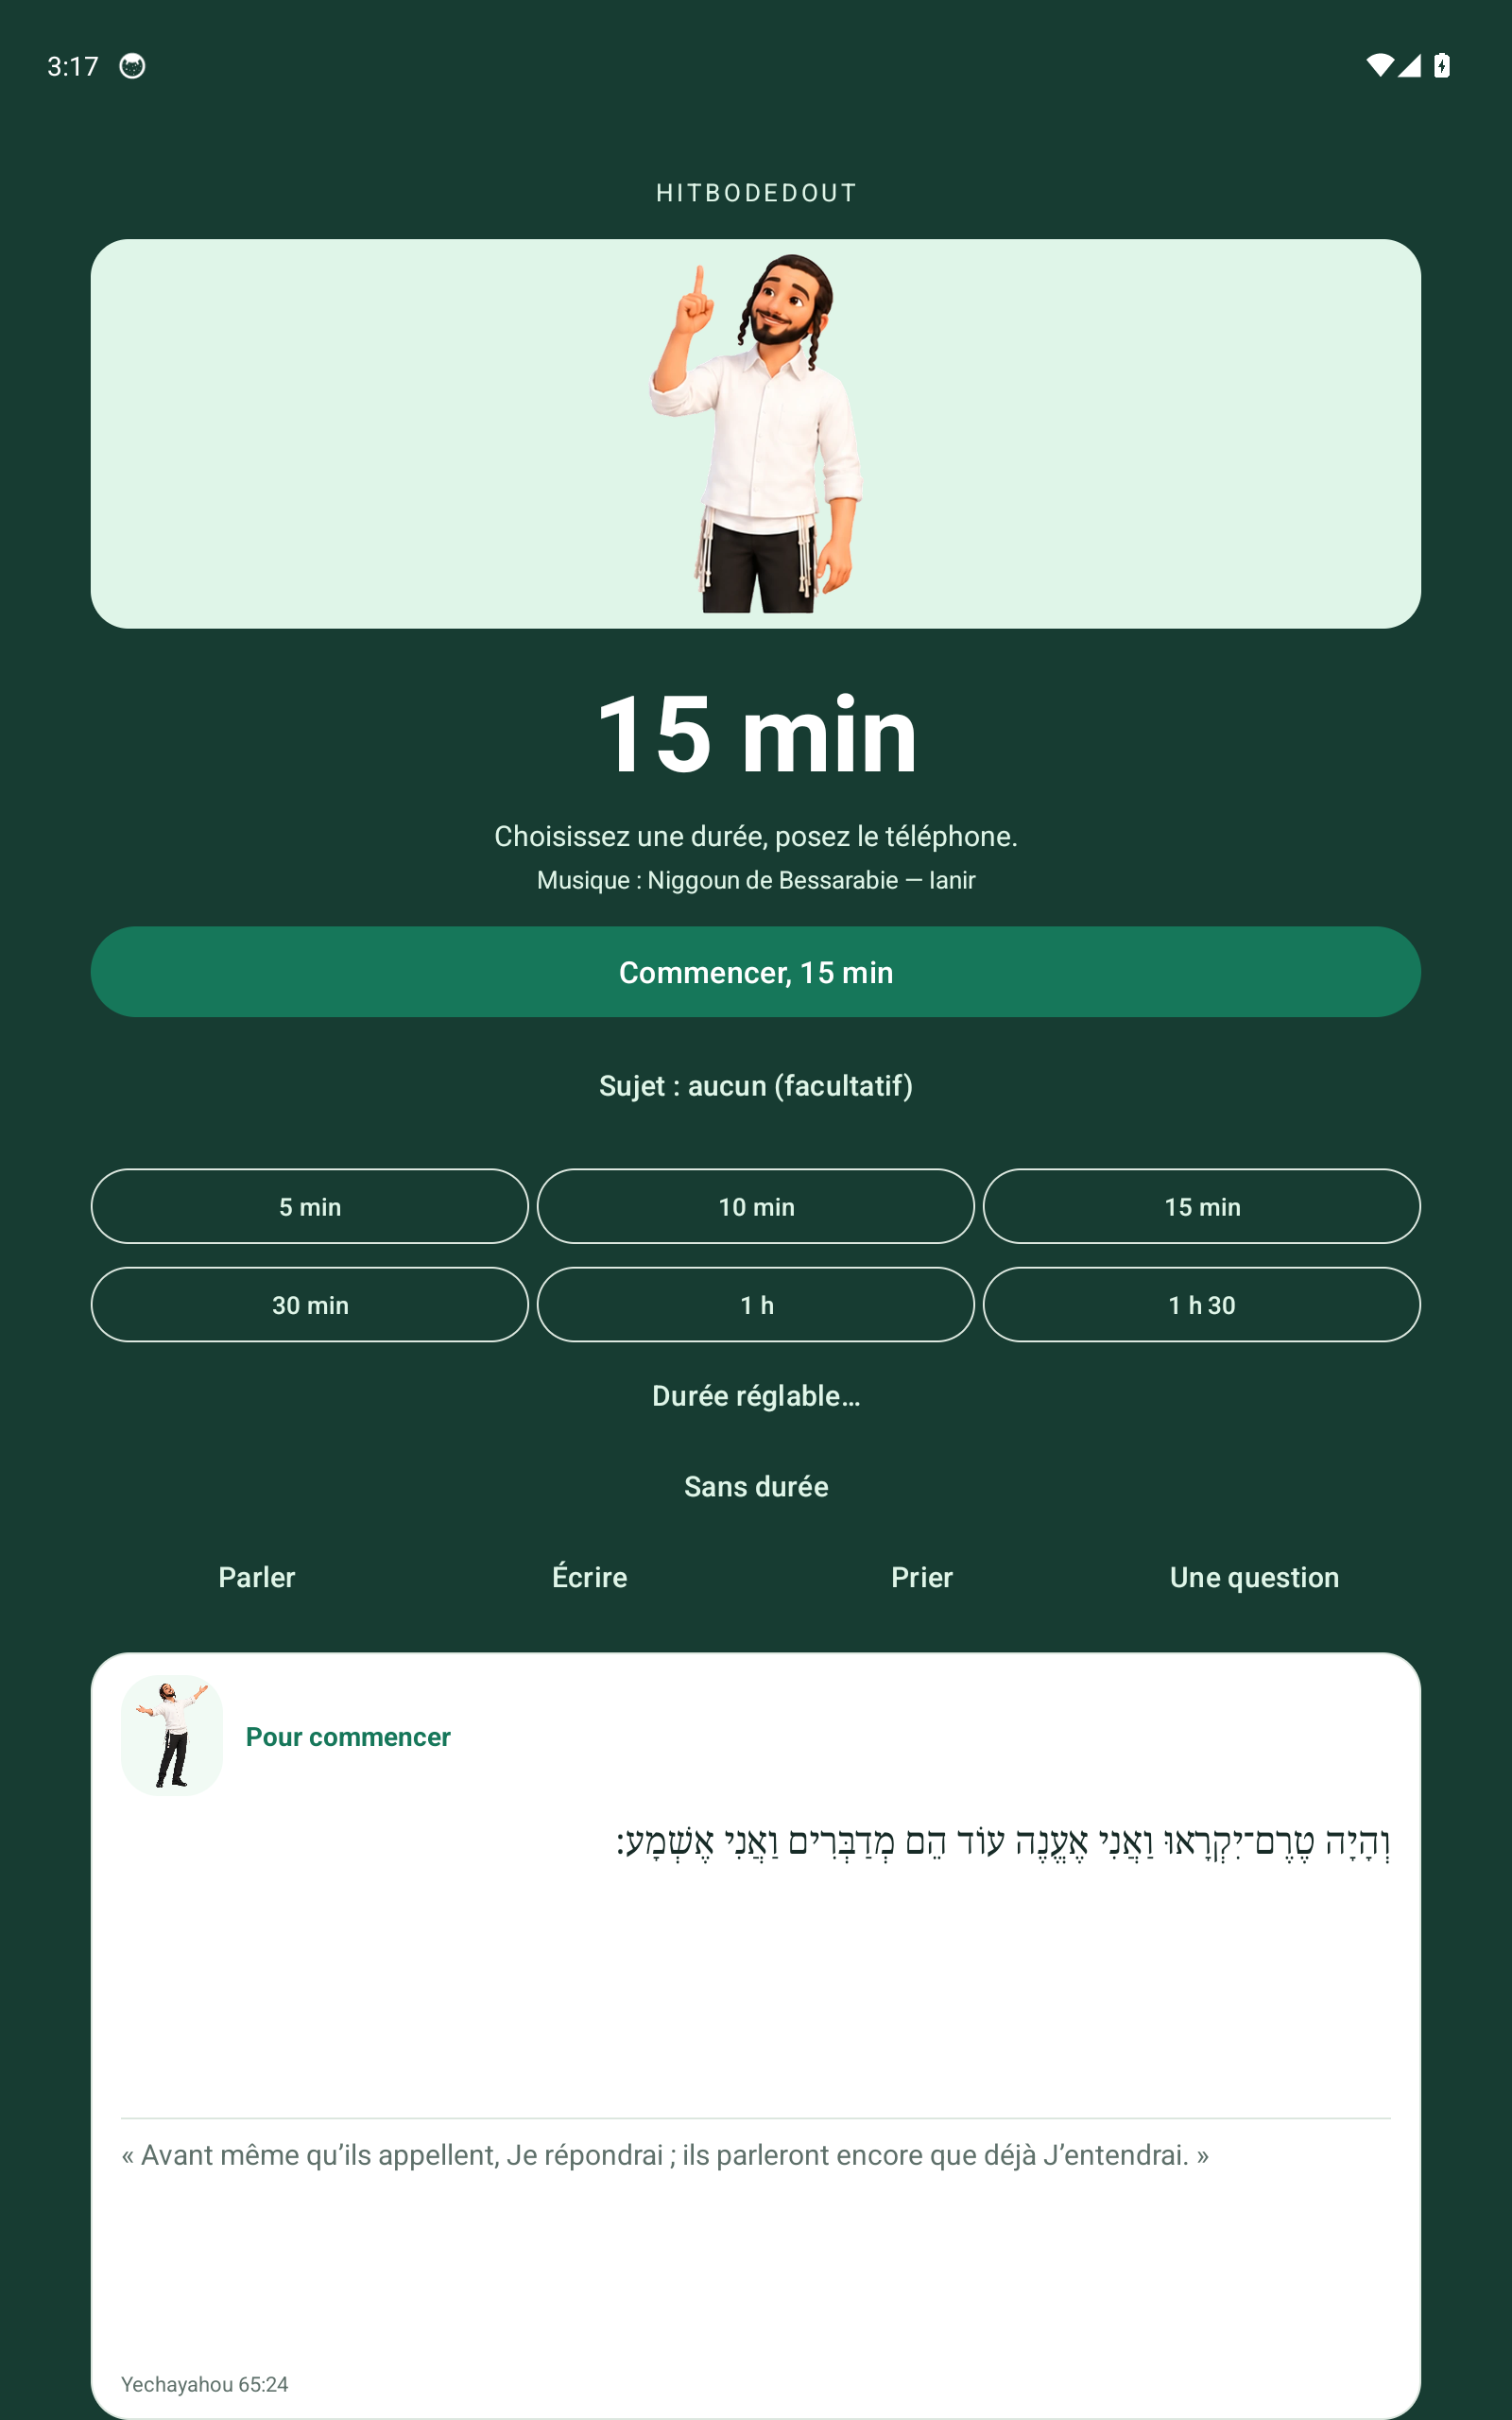 3:17
HITBODEDOUT
15 min
Choisissez une durée, posez le téléphone.
Musique : Niggoun de Bessarabie — Ianir
Commencer, 15 min
Sujet : aucun (facultatif)
5 min
10 min
15 min
30 min
1 h
1 h 30
Durée réglable…
Sans durée
Parler
Écrire
Prier
Une question
Pour commencer
וְהָיָה טֶרֶם־יִקְרָאוּ וַאֲנִי אֶעֱנֶה עוֹד הֵם מְדַבְּרִים וַאֲנִי אֶשְׁמָע׃
« Avant même qu’ils appellent, Je répondrai ; ils parleront encore que déjà J’entendrai. »
Yechayahou 65:24